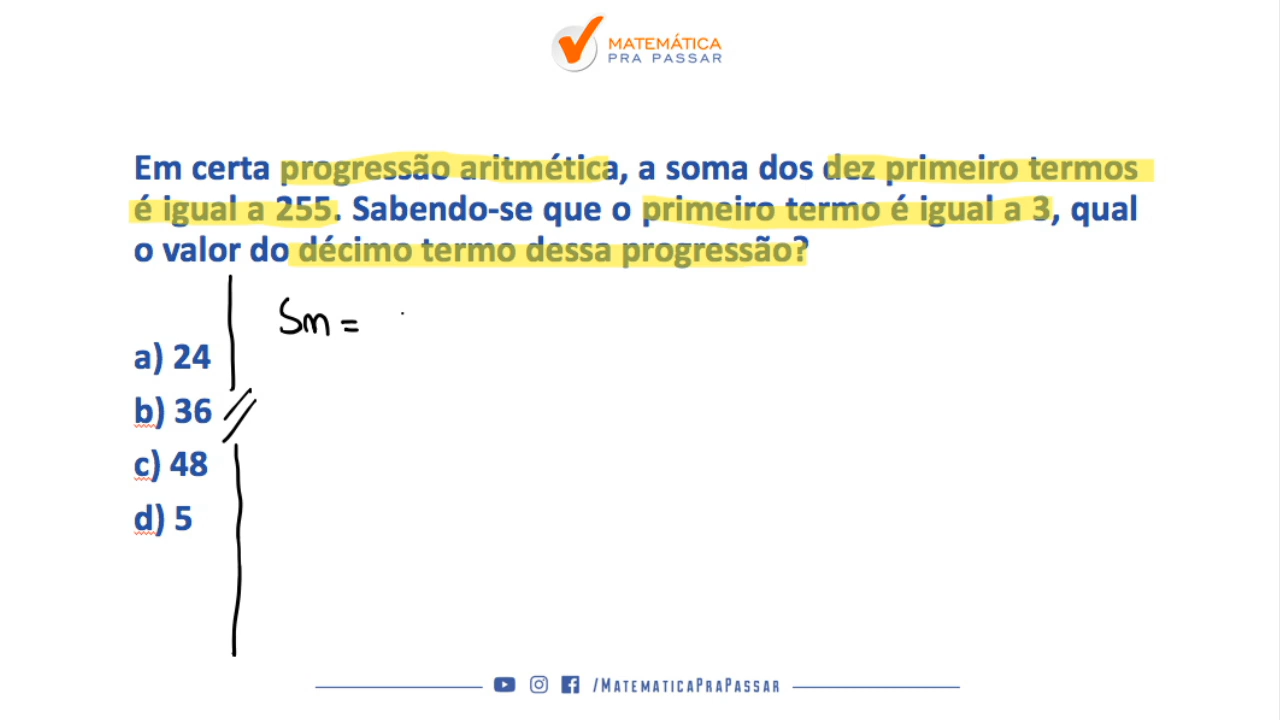 MATEMÁTICA
PRA PASSAR
Em certa progressão aritmética, a soma dos dez primeiro termos
é igual a 255. Sabendo-se que o primeiro termo é igual a 3, qual
o valor do décimo termo dessa progressão?
Sn =
a) 24
b) 36
c) 48
d) 5
/MATEMATICAPRAPASSAR